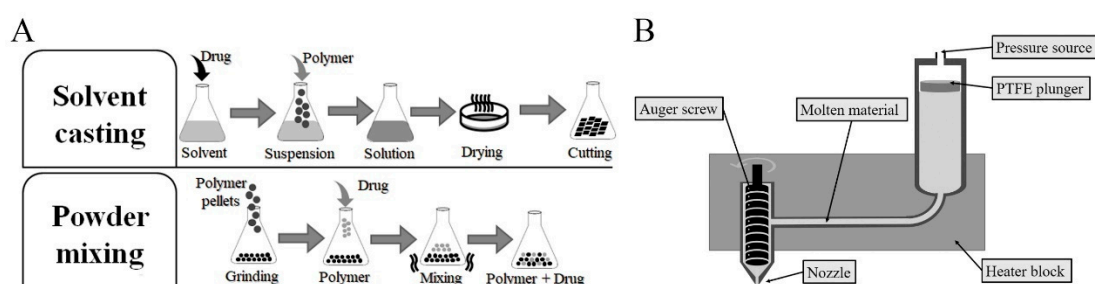 A
Solvent
casting
Drug
Polymer
Solvent
Suspension
Solution
Drying
Cutting
Powder
mixing
Polymer
pellets
Drug
Grinding
Polymer
Mixing
Polymer + Drug
B
Pressure source
PTFE plunger
Molten material
Auger screw
Nozzle
Heater block